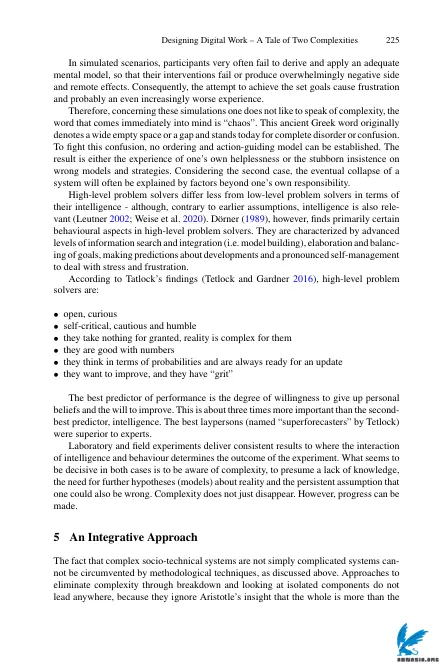 Designing Digital Work – A Tale of Two Complexities 225
In simulated scenarios, participants very often fail to derive and apply an adequate
mental model, so that their interventions fail or produce overwhelmingly negative side
and remote effects. Consequently, the attempt to achieve the set goals cause frustration
and probably an even increasingly worse experience.
Therefore, concerning these simulations one does not like to speak of complexity, the
word that comes immediately into mind is “chaos”. This ancient Greek word originally
denotes a wide empty space or a gap and stands today for complete disorder or confusion.
To fight this confusion, no ordering and action-guiding model can be established. The
result is either the experience of one’s own helplessness or the stubborn insistence on
wrong models and strategies. Considering the second case, the eventual collapse of a
system will often be explained by factors beyond one’s own responsibility.
High-level problem solvers differ less from low-level problem solvers in terms of
their intelligence - although, contrary to earlier assumptions, intelligence is also rele-
vant (Leutner 2002; Weise et al. 2020). Dörner (1989), however, finds primarily certain
behavioural aspects in high-level problem solvers. They are characterized by advanced
levels of information search and integration (i.e. model building), elaboration and balanc-
ing of goals, making predictions about developments and a pronounced self-management
to deal with stress and frustration.
According to Tatlock’s findings (Tetlock and Gardner 2016), high-level problem
solvers are:
• open, curious
• self-critical, cautious and humble
• they take nothing for granted, reality is complex for them
• they are good with numbers
• they think in terms of probabilities and are always ready for an update
• they want to improve, and they have “grit”
The best predictor of performance is the degree of willingness to give up personal
beliefs and the will to improve. This is about three times more important than the second-
best predictor, intelligence. The best laypersons (named “superforecasters” by Tetlock)
were superior to experts.
Laboratory and field experiments deliver consistent results to where the interaction
of intelligence and behaviour determines the outcome of the experiment. What seems to
be decisive in both cases is to be aware of complexity, to presume a lack of knowledge,
the need for further hypotheses (models) about reality and the persistent assumption that
one could also be wrong. Complexity does not just disappear. However, progress can be
made.
5 An Integrative Approach
The fact that complex socio-technical systems are not simply complicated systems can-
not be circumvented by methodological techniques, as discussed above. Approaches to
eliminate complexity through breakdown and looking at isolated components do not
lead anywhere, because they ignore Aristotle’s insight that the whole is more than the